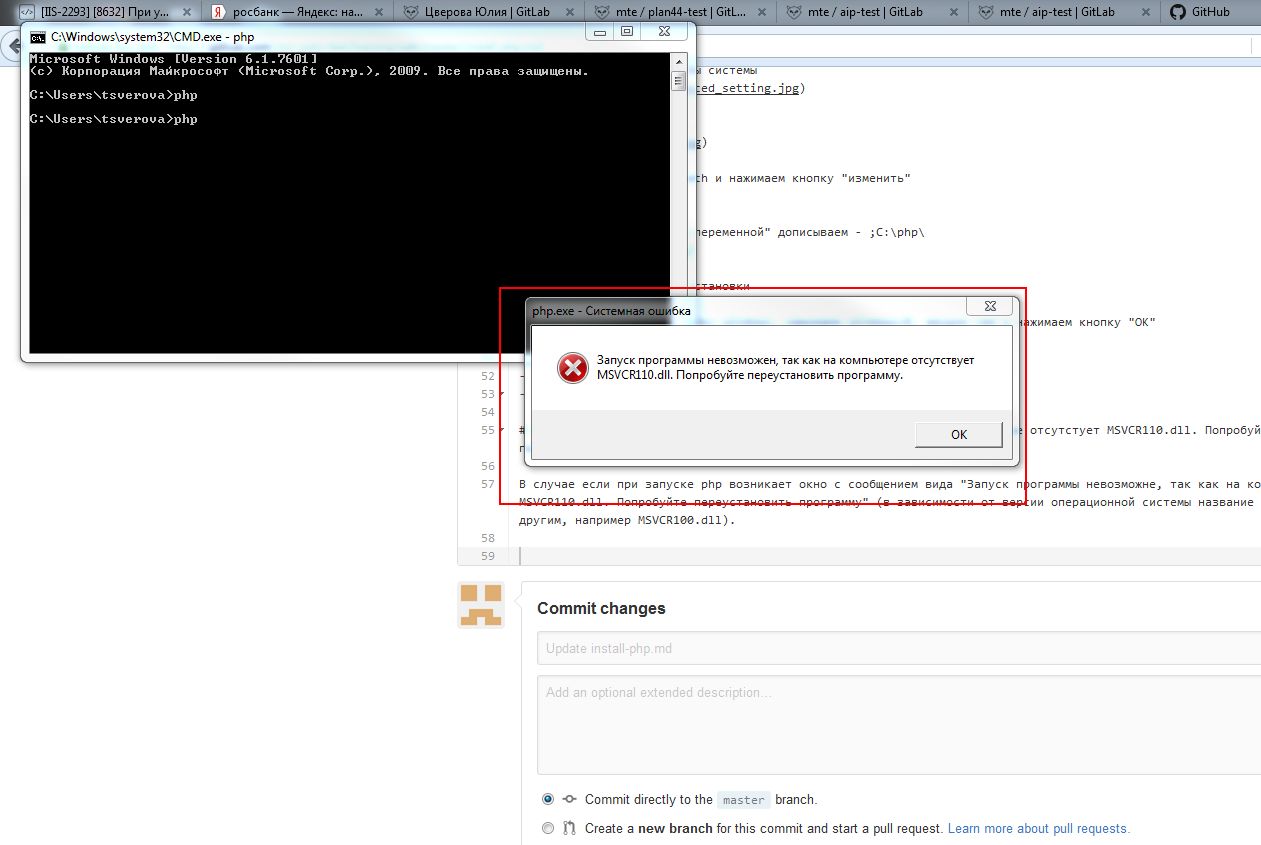 [IIS-2293] [8632] При у...
росбанк — Яндекс: на...
Цверова Юлия | GitLab
mte / plan44-test | GitL...
mte / aip-test | GitLab
mte / aip-test | GitLab
GitHub
C:\Windows\system32\CMD.exe - php
Microsoft Windows [Version 6.1.7601]
(c) Корпорация Майкрософт (Microsoft Corp.), 2009. Все права защищены.
C:\Users\tsverova>php
C:\Users\tsverova>php
ы системы
ced_setting.jpg)
g)
th и нажимаем кнопку "изменить"
переменной" дописываем - ;C:\php\
становки
нажимаем кнопку "OK"
php.exe - Системная ошибка
Запуск программы невозможен, так как на компьютере отсутствует
MSVCR110.dll. Попробуйте переустановить программу.
OK
52 -
53 -
54
55 #
е отсутстует MSVCR110.dll. Попробуй
п
56
57 В случае если при запуске php возникает окно с сообщением вида "Запуск программы невозможне, так как на ко
MSVCR110.dll. Попробуйте переустановить программу" (в зависимости от версии операционной системы название
другим, например MSVCR100.dll).
58
59
Commit changes
Update install-php.md
Add an optional extended description...
Commit directly to the master branch.
Create a new branch for this commit and start a pull request. Learn more about pull requests.